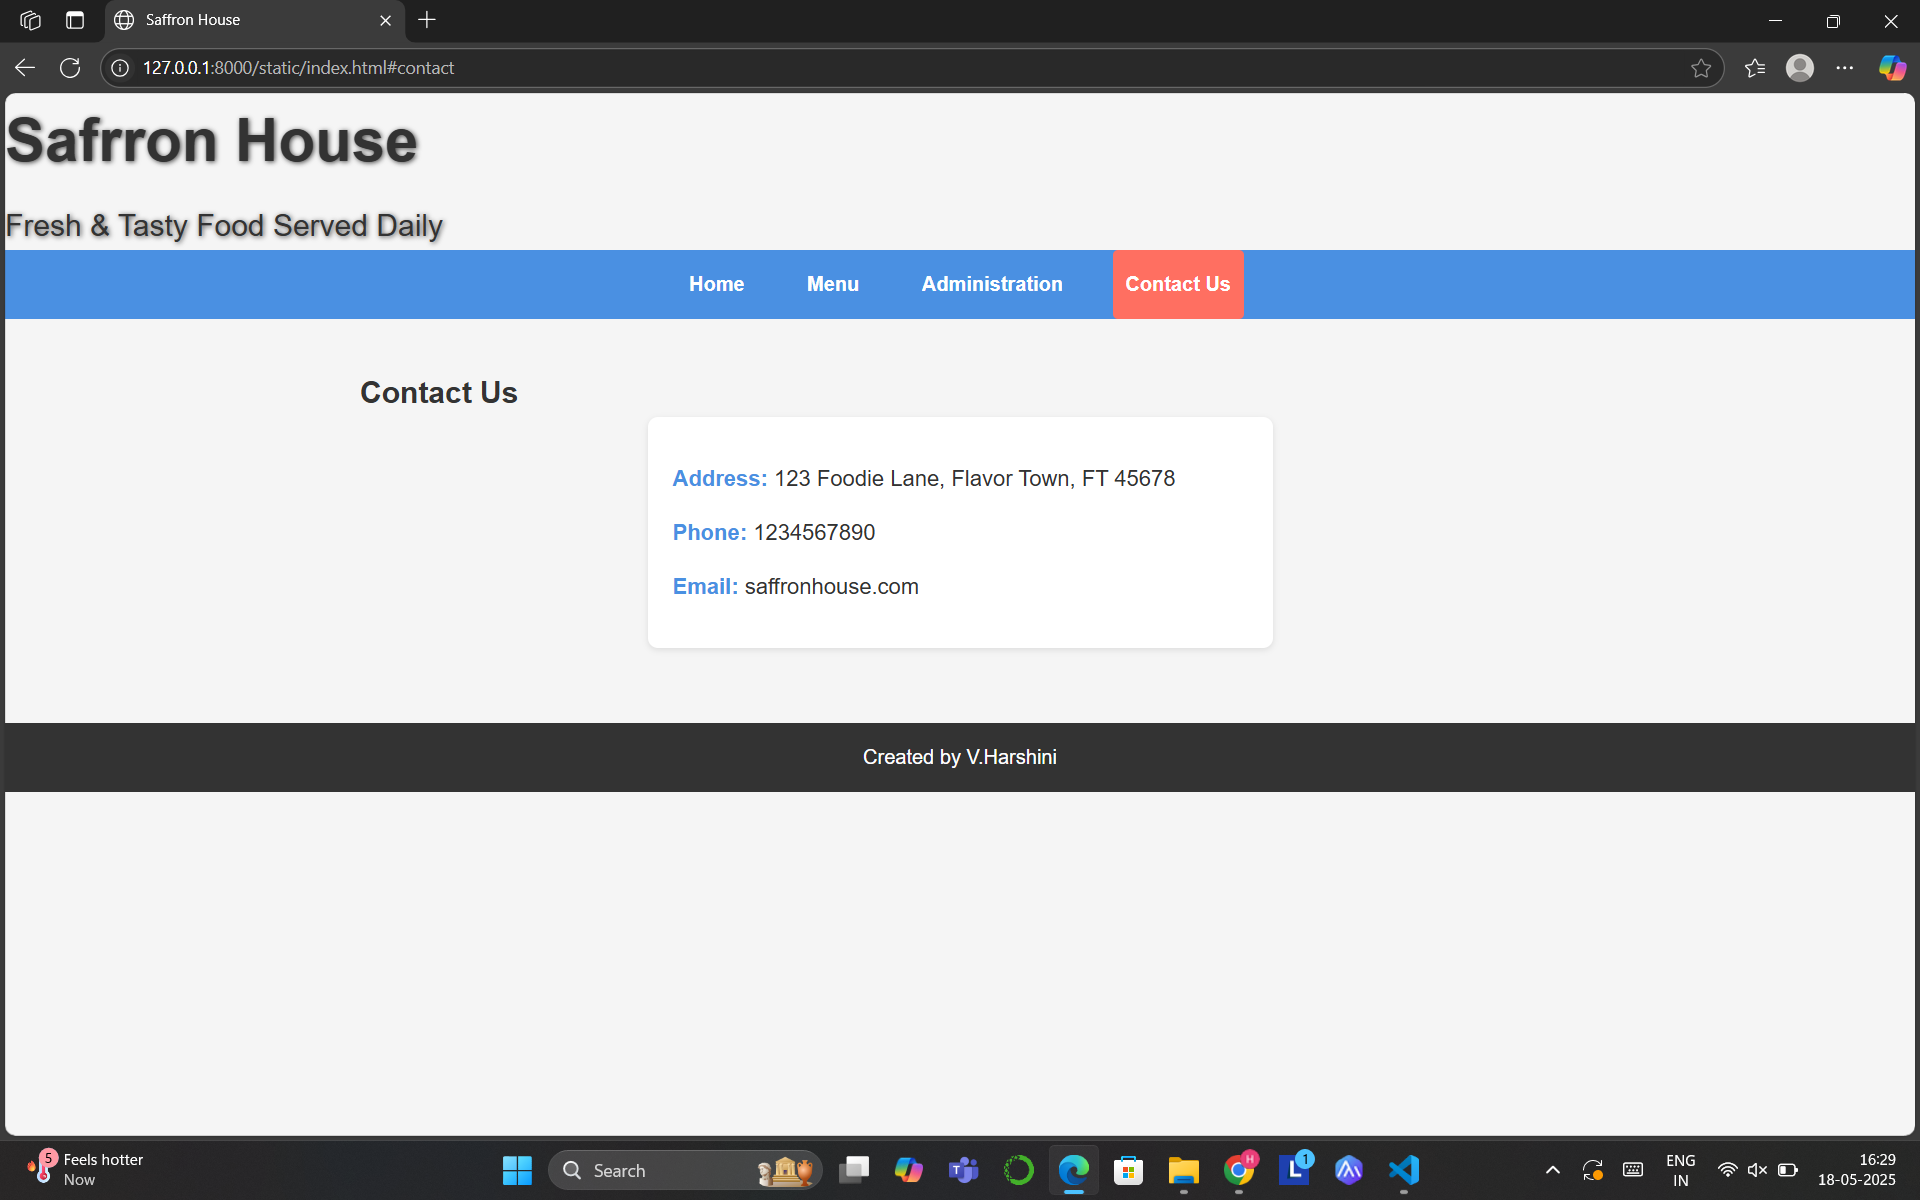 Saffron House
127.0.0.1:8000/static/index.html#contact
Safrron House
Fresh & Tasty Food Served Daily
Home Menu Administration Contact Us
Contact Us
Address: 123 Foodie Lane, Flavor Town, FT 45678
Phone: 1234567890
Email: saffronhouse.com
Created by V.Harshini
5
Feels hotter
Now
Search
T
H
L
1
ENG
IN
16:29
18-05-2025